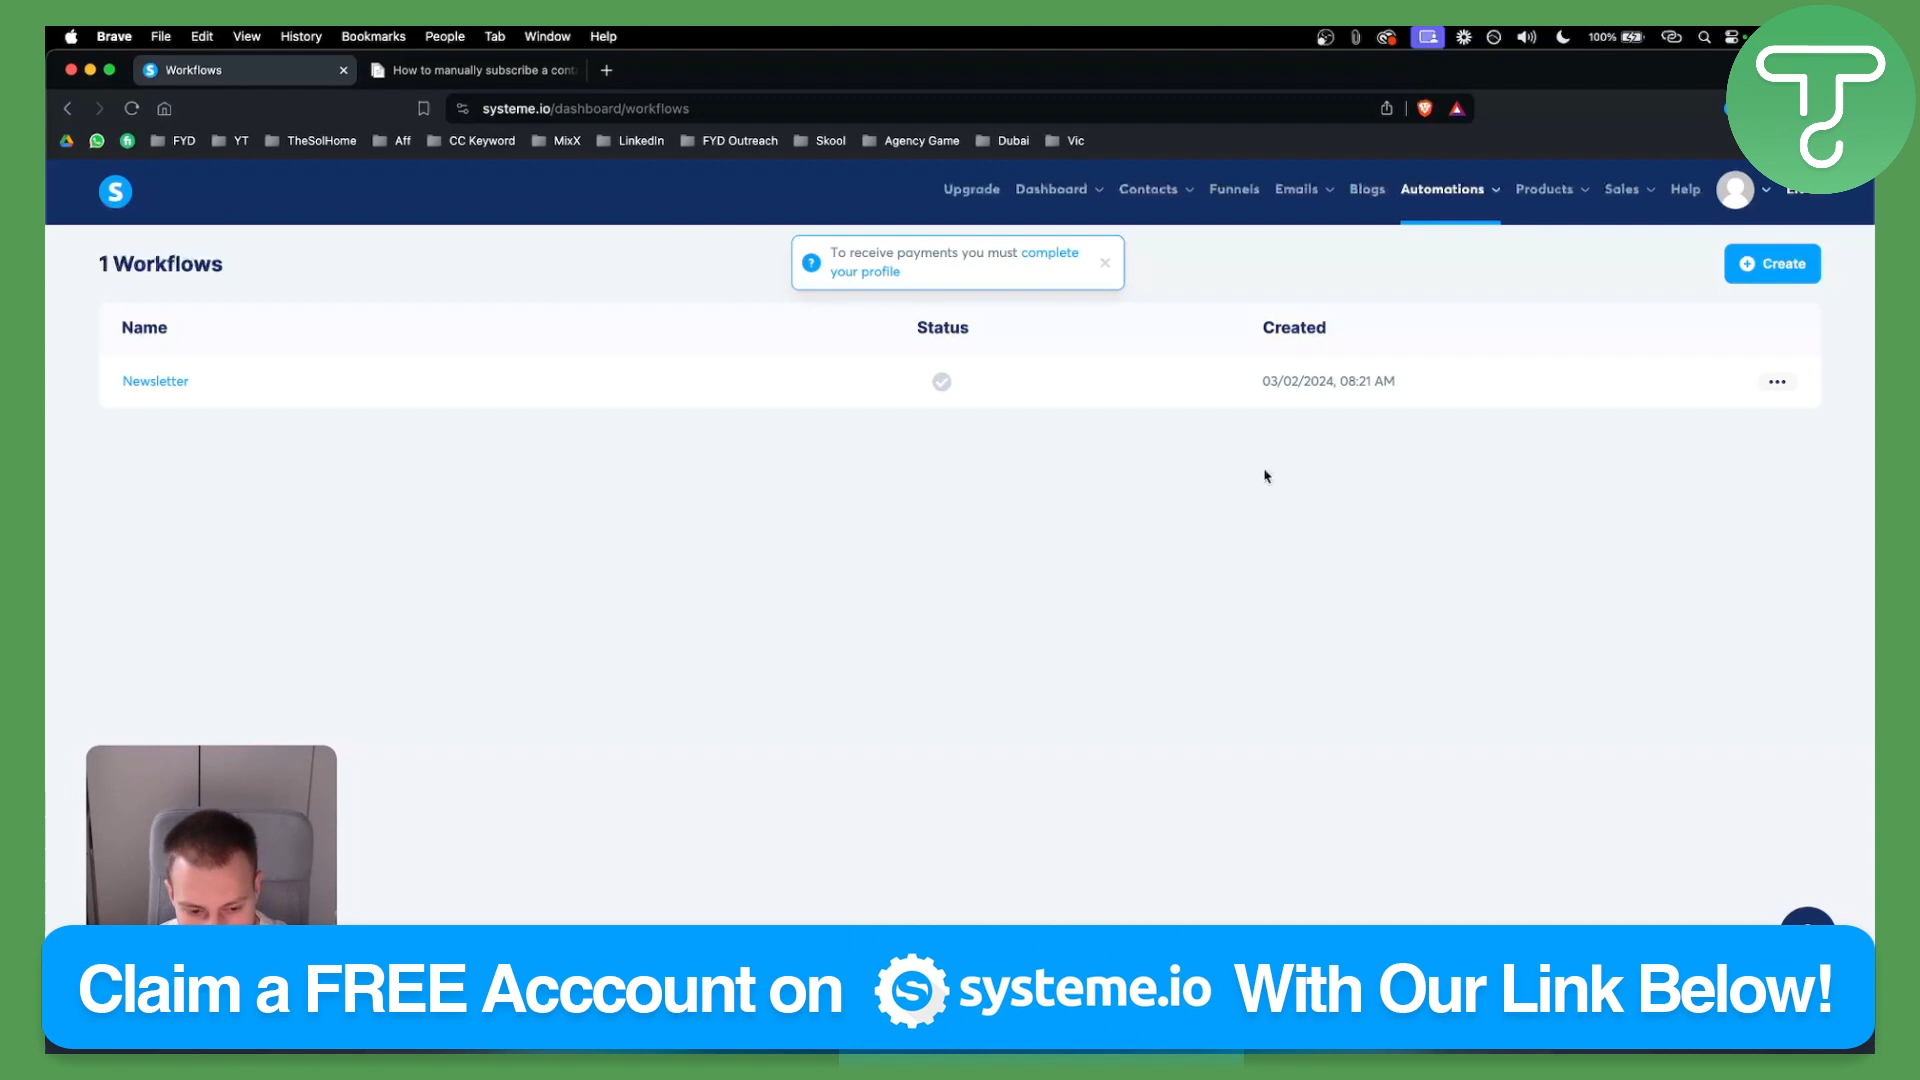 Brave File Edit View History Bookmarks People Tab Window Help 100%
Workflows How to manually subscribe a cont
systeme.io/dashboard/workflows
FYD YT TheSolHome Aff CC Keyword MixX LinkedIn FYD Outreach Skool Agency Game Dubai Vic
S Upgrade Dashboard Contacts Funnels Emails Blogs Automations Products Sales Help
1 Workflows
To receive payments you must complete
your profile
Create
Name Status Created
Newsletter 03/02/2024, 08:21 AM
Claim a FREE Acccount on systeme.io With Our Link Below!